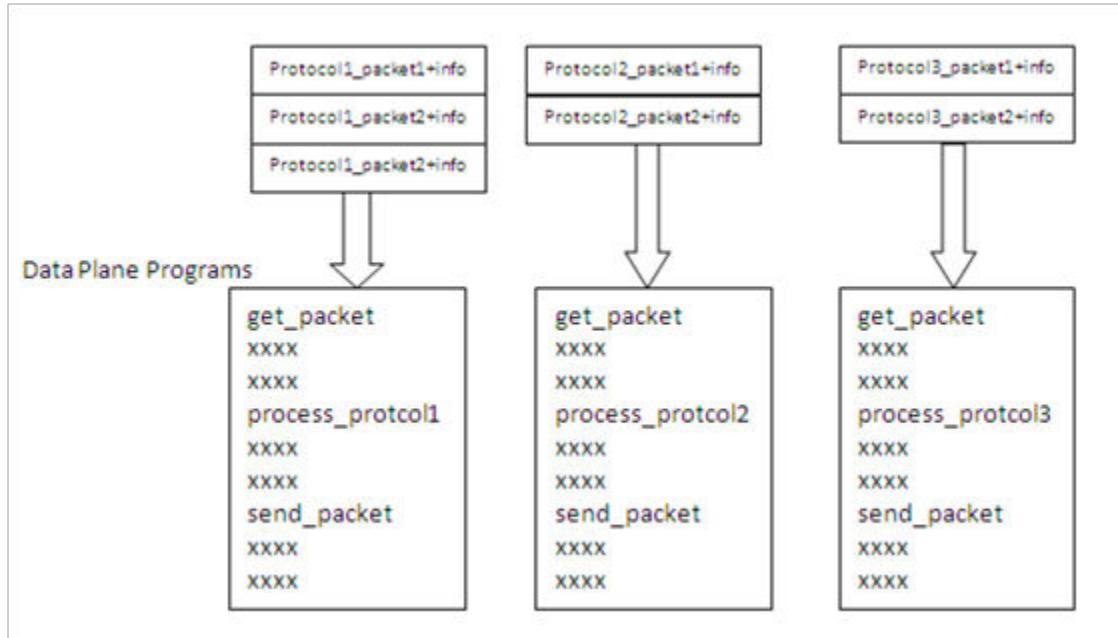 Protocol1_packet1+info
Protocol1_packet2+info
Protocol1_packet2+info
Protocol2_packet1+info
Protocol2_packet2+info
Protocol3_packet1+info
Protocol3_packet2+info
Data Plane Programs
get_packet
xxxx
xxxx
process_protcol1
xxxx
xxxx
send_packet
xxxx
xxxx
get_packet
xxxx
xxxx
process_protcol2
xxxx
xxxx
send_packet
xxxx
xxxx
get_packet
xxxx
xxxx
process_protcol3
xxxx
xxxx
send_packet
xxxx
xxxx